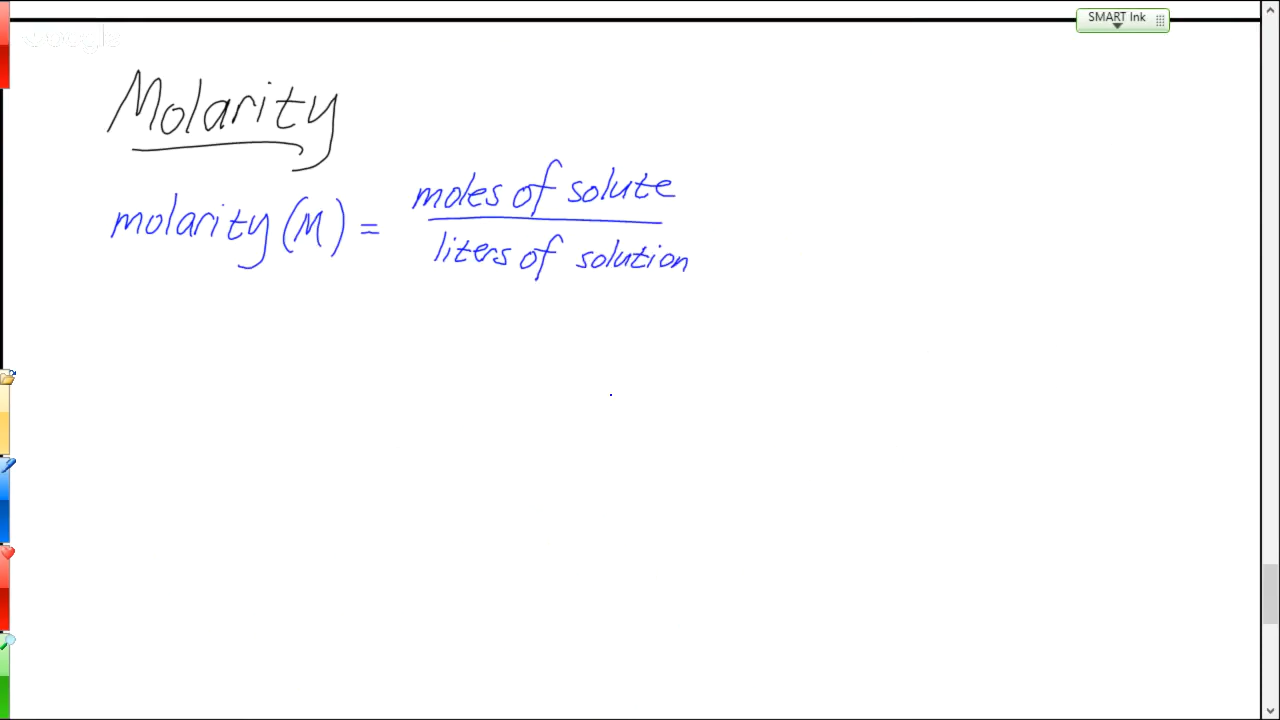 SMART Ink
Molarity
molarity (M) = moles of solute
liters of solution